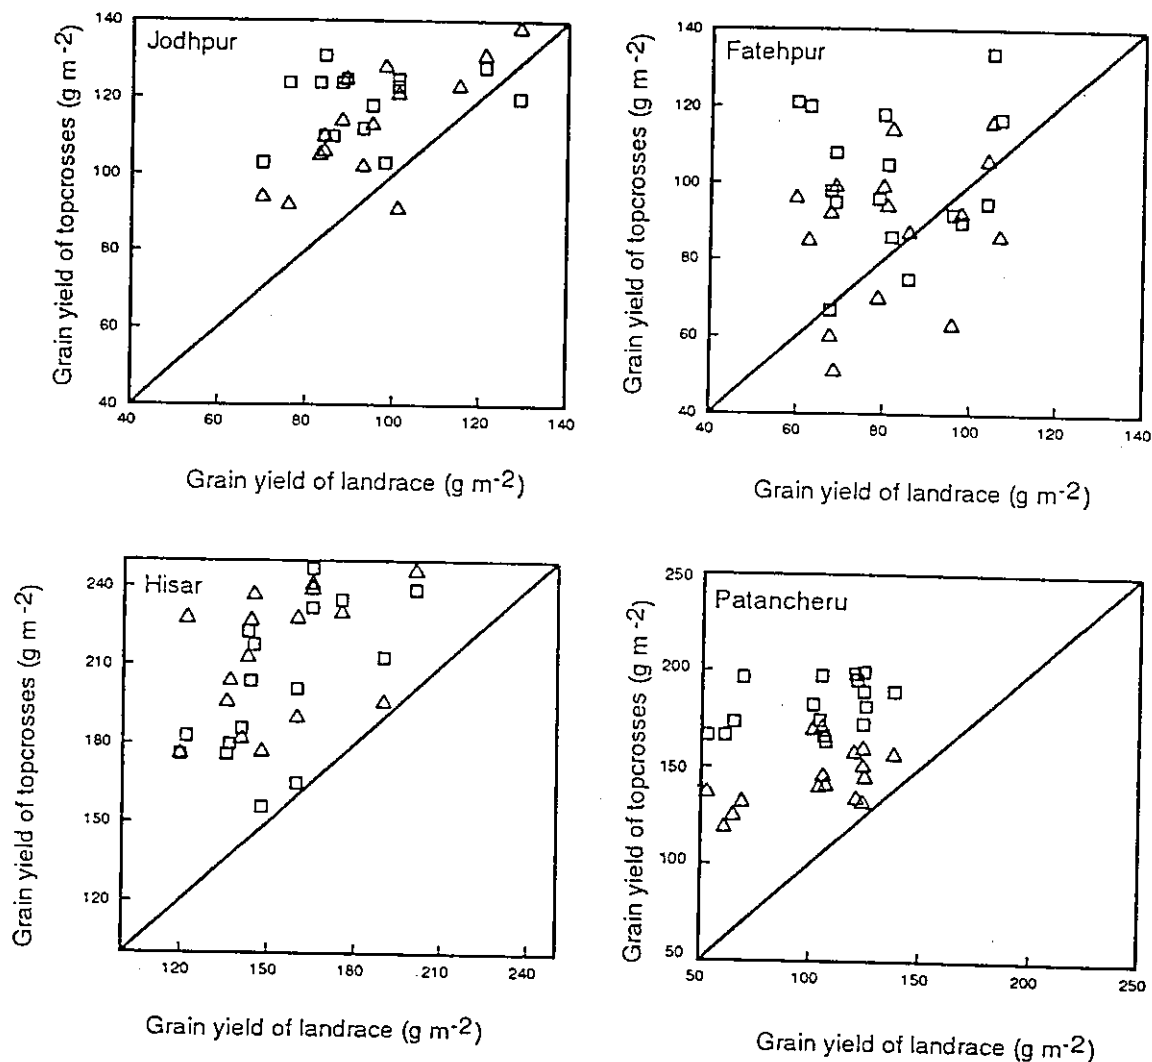 140
Jodhpur
120
100
80
60
40
40 60 80 100 120 140
Grain yield of topcrosses (g m -2)
Grain yield of landrace (g m -2)
140
Fatehpur
120
100
80
60
40
40 60 80 100 120 140
Grain yield of topcrosses (g m -2)
Grain yield of landrace (g m -2)
240
Hisar
210
180
150
120
120 150 180 210 240
Grain yield of topcrosses (g m -2)
Grain yield of landrace (g m -2)
250
Patancheru
200
150
100
50
50 100 150 200 250
Grain yield of topcrosses (g m -2)
Grain yield of landrace (g m -2)